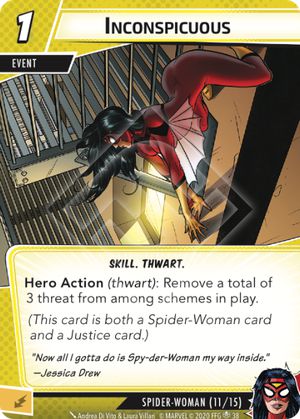 1
INCONSPICUOUS
EVENT
SKILL. THWART.
Hero Action (thwart): Remove a total of
3 threat from among schemes in play.
(This card is both a Spider-Woman card
and a Justice card.)
"Now all I gotta do is Spy-der-Woman my way inside."
—Jessica Drew
SPIDER-WOMAN (11/15)
Andrea Di Vito & Laura Villari © MARVEL © 2020 FFG 38